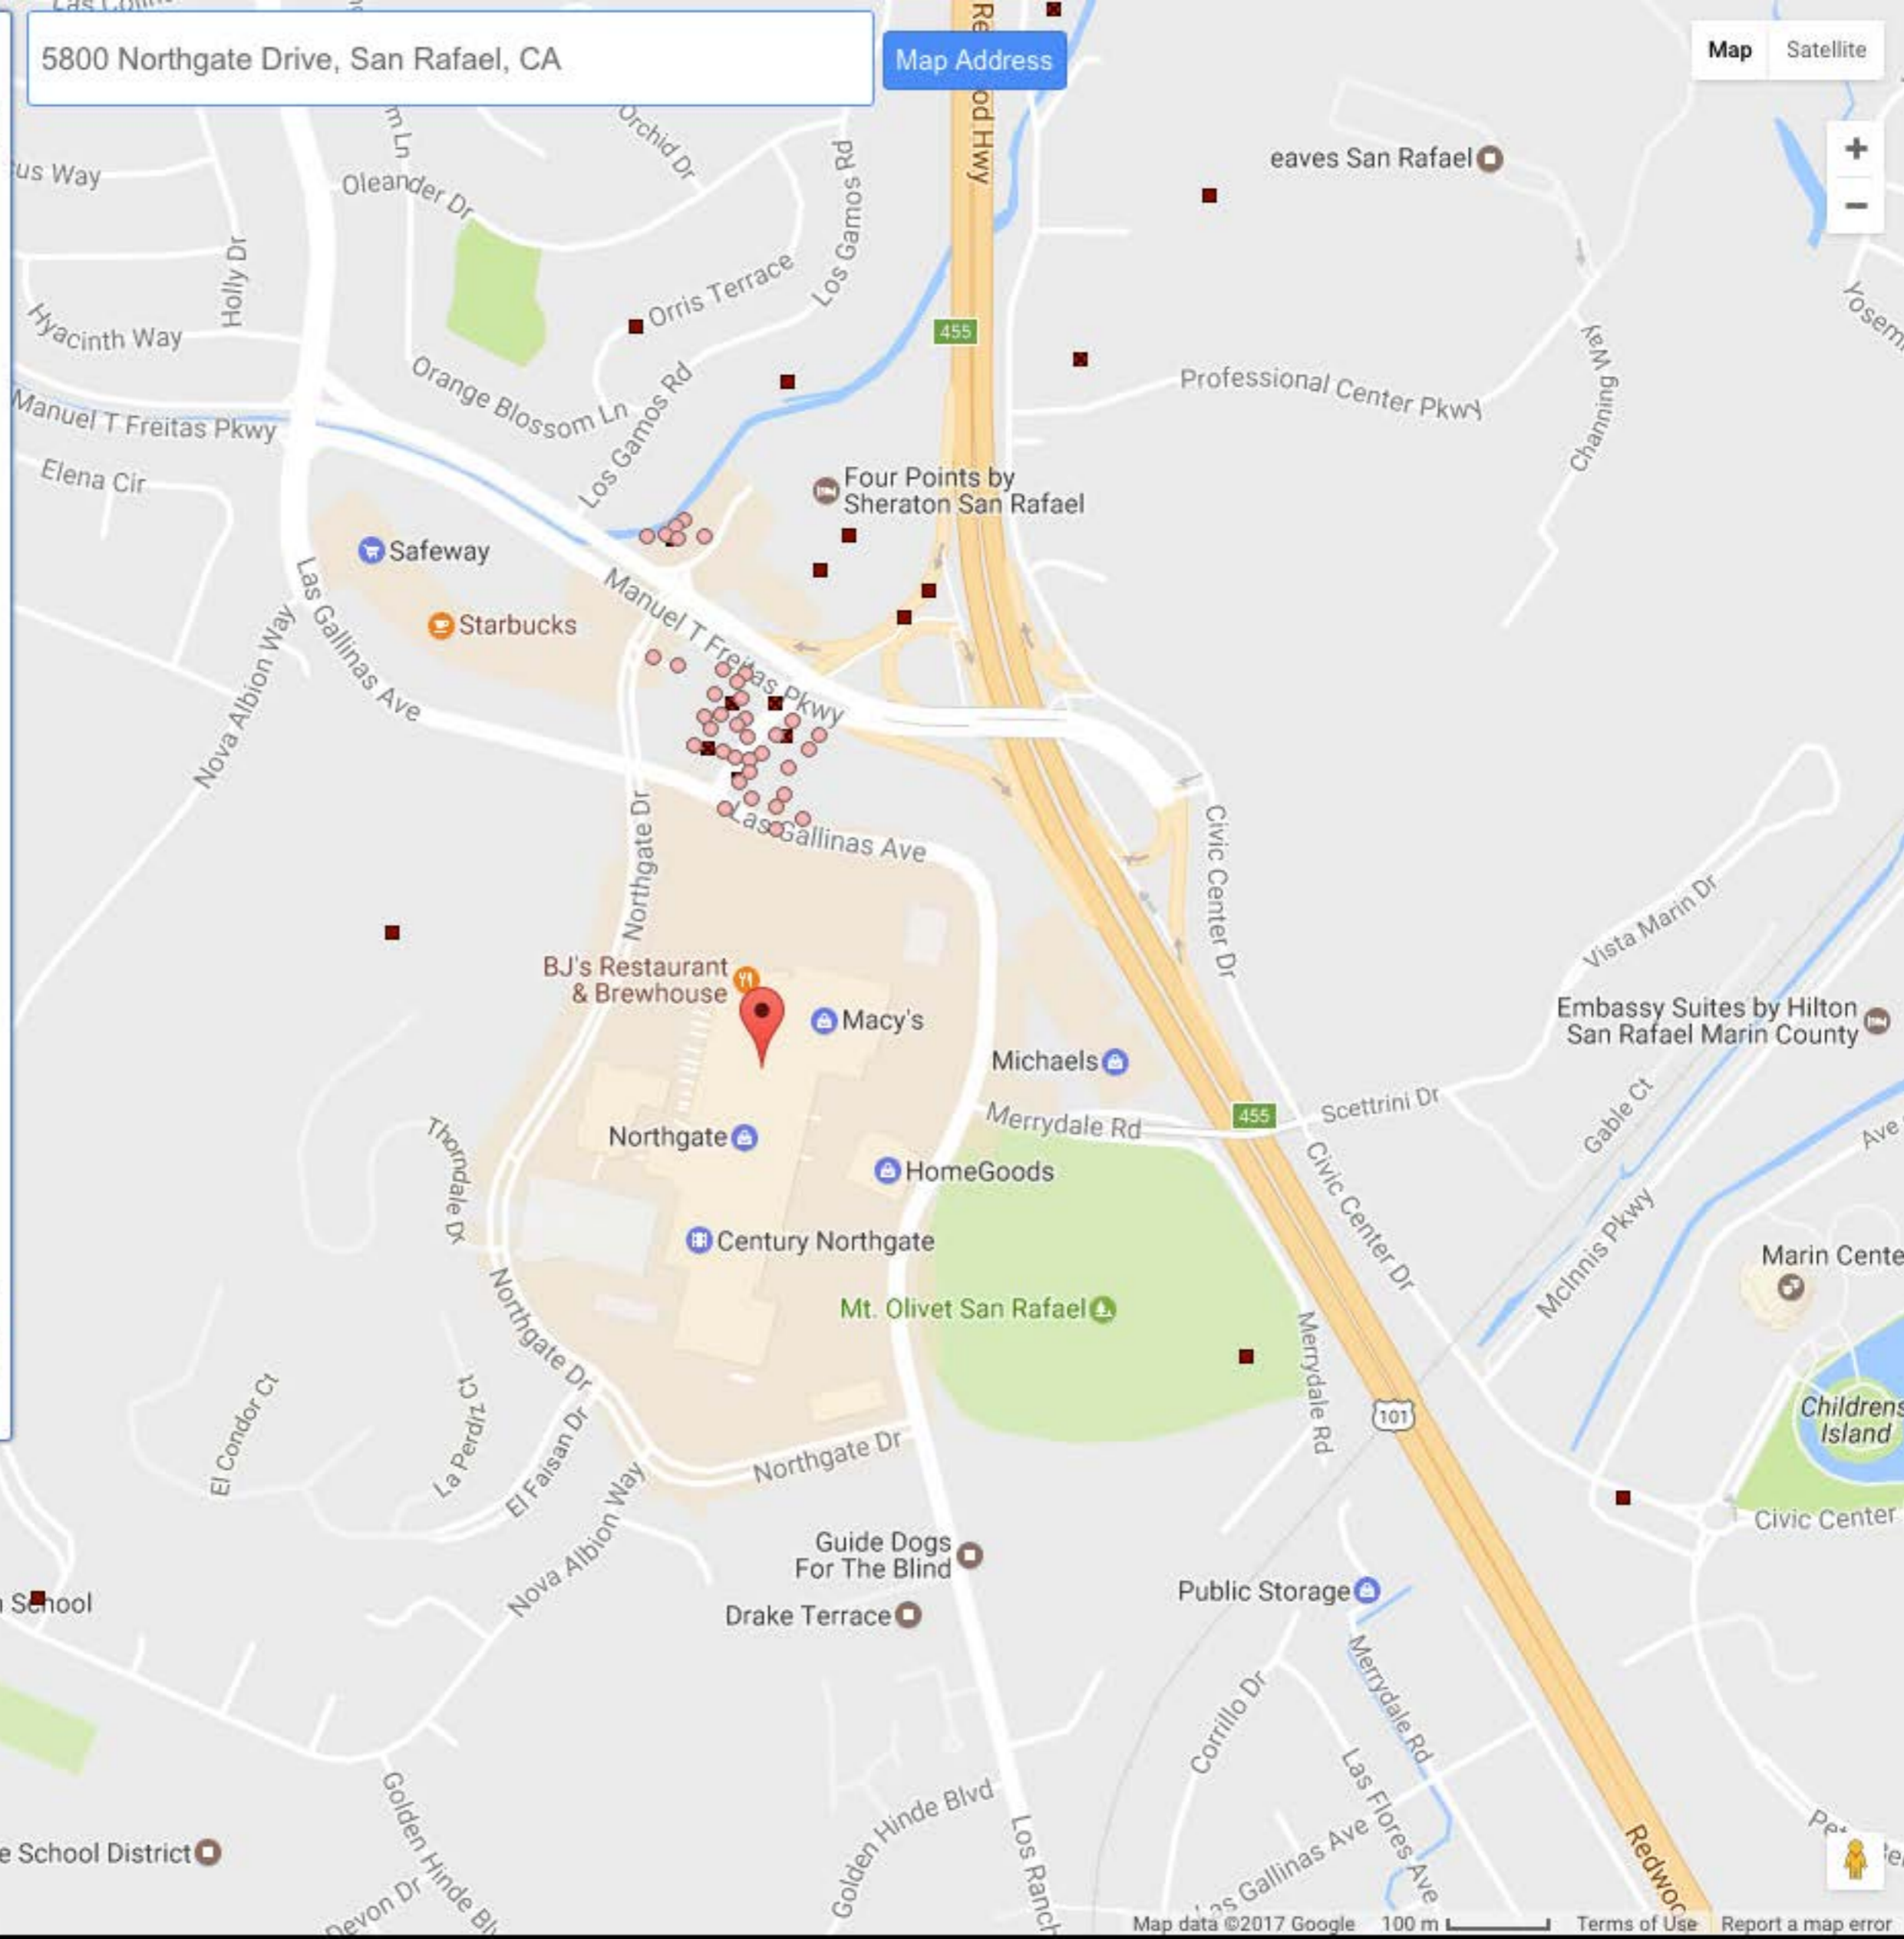 5800 Northgate Drive, San Rafael, CA
Map Address
Map
Satellite
+
−
Orchid Dr
Los Gamos Rd
eaves San Rafael
Oleander Dr
Holly Dr
Hyacinth Way
Orris Terrace
455
Orange Blossom Ln
Los Gamos Rd
Professional Center Pkwy
Channing Way
Manuel T Freitas Pkwy
Elena Cir
Four Points by
Sheraton San Rafael
Safeway
Starbucks
Manuel T Freitas Pkwy
Las Gallinas Ave
Nova Albion Way
Las Gallinas Ave
Northgate Dr
Civic Center Dr
Vista Marin Dr
BJ's Restaurant
& Brewhouse
Macy's
Michaels
Embassy Suites by Hilton
San Rafael Marin County
Merrydale Rd
455
Scettrini Dr
Gable Ct
Ave
Thorndale Dr
Northgate
HomeGoods
Civic Center Dr
McInnis Pkwy
Century Northgate
Marin Cente
Mt. Olivet San Rafael
Northgate Dr
Merrydale Rd
101
Childrens
Island
El Condor Ct
La Perdiz Ct
El Faisan Dr
Northgate Dr
Civic Center
Nova Albion Way
Guide Dogs
For The Blind
Drake Terrace
Public Storage
School
Merrydale Rd
Corrillo Dr
Las Flores Ave
Golden Hinde Blvd
Las Gallinas Ave
Los Ranch
e School District
Devon Dr
Redwoo
Map data ©2017 Google
100 m
Terms of Use
Report a map error